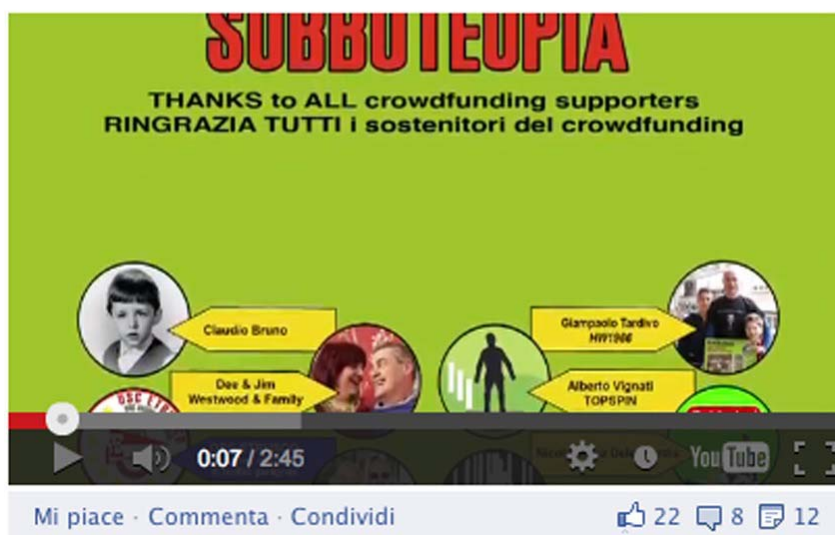 SUBBUTEOPIA
THANKS to ALL crowdfunding supporters
RINGRAZIA TUTTI i sostenitori del crowdfunding
Claudio Bruno
Giampaolo Tardivo
HW1966
Dee & Jim
Westwood & Family
Alberto Vignati
TOPSPIN
0:07 / 2:45
YouTube
Mi piace · Commenta · Condividi
22 8 12